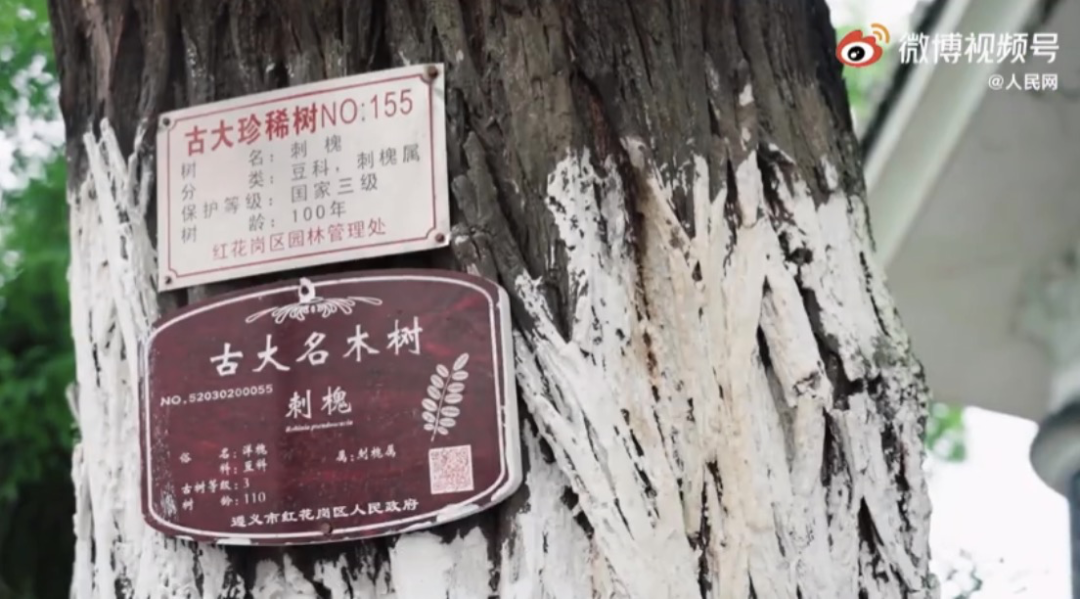 微博视频号
@人民网
古大珍稀树NO:155
树 名：刺 槐
分 类：豆科，刺槐属
保护等级：国家三级
树 龄：100年
红花岗区园林管理处
古大名木树
NO.52030200055
刺槐
Robinia pseudoacacia
俗 名：洋槐
科：豆科
属：刺槐属
古树等级：3
树 龄：110
遵义市红花岗区人民政府